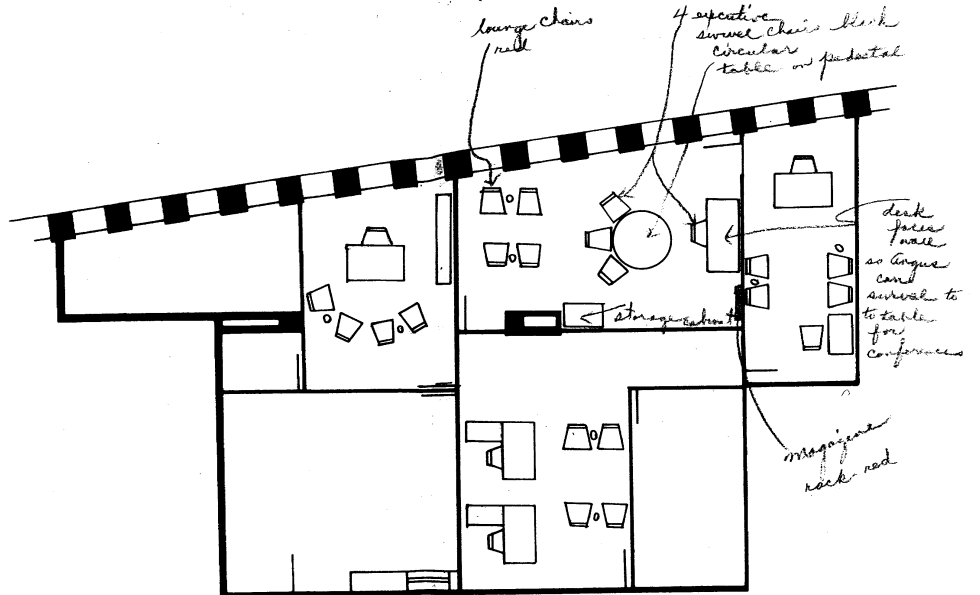 lounge chairs
red
4 executive
swivel chairs black
circular
table on pedestal
desk
faces
wall
so Angus
can
swivel to
to table
for
conferences
storage cabinet
magazine
rack-red